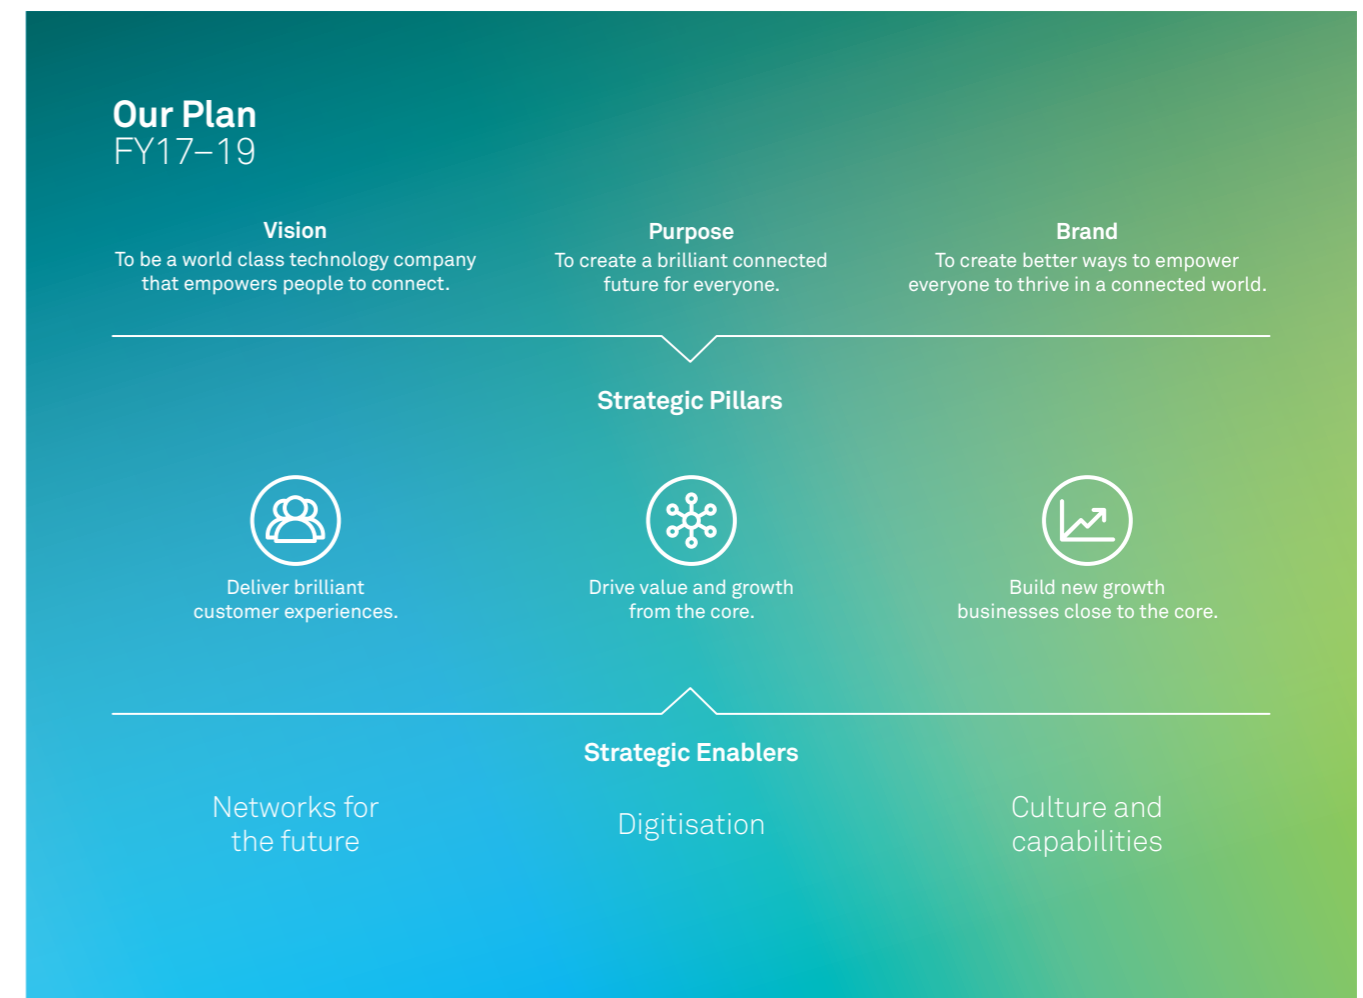 Our Plan
FY17–19
Vision
To be a world class technology company
that empowers people to connect.
Purpose
To create a brilliant connected
future for everyone.
Brand
To create better ways to empower
everyone to thrive in a connected world.
Strategic Pillars
Deliver brilliant
customer experiences.
Drive value and growth
from the core.
Build new growth
businesses close to the core.
Strategic Enablers
Networks for
the future
Digitisation
Culture and
capabilities